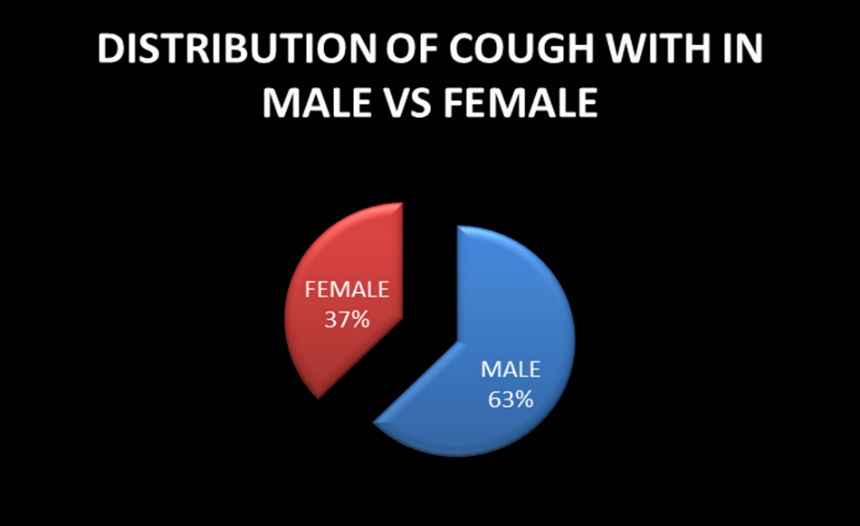 DISTRIBUTION OF COUGH WITH IN
MALE VS FEMALE
FEMALE
37%
MALE
63%